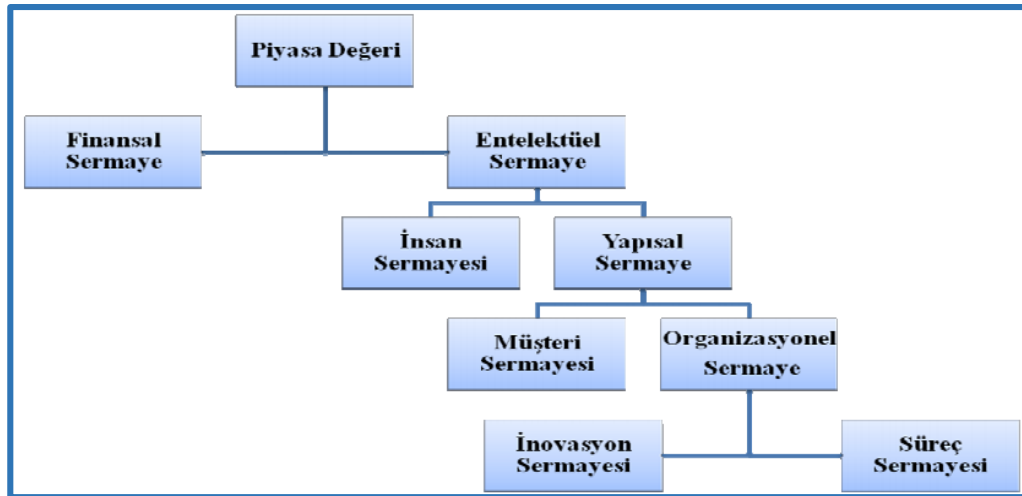 Piyasa Değeri
Finansal
Sermaye
Entelektüel
Sermaye
İnsan
Sermayesi
Yapısal
Sermaye
Müşteri
Sermayesi
Organizasyonel
Sermaye
İnovasyon
Sermayesi
Süreç
Sermayesi